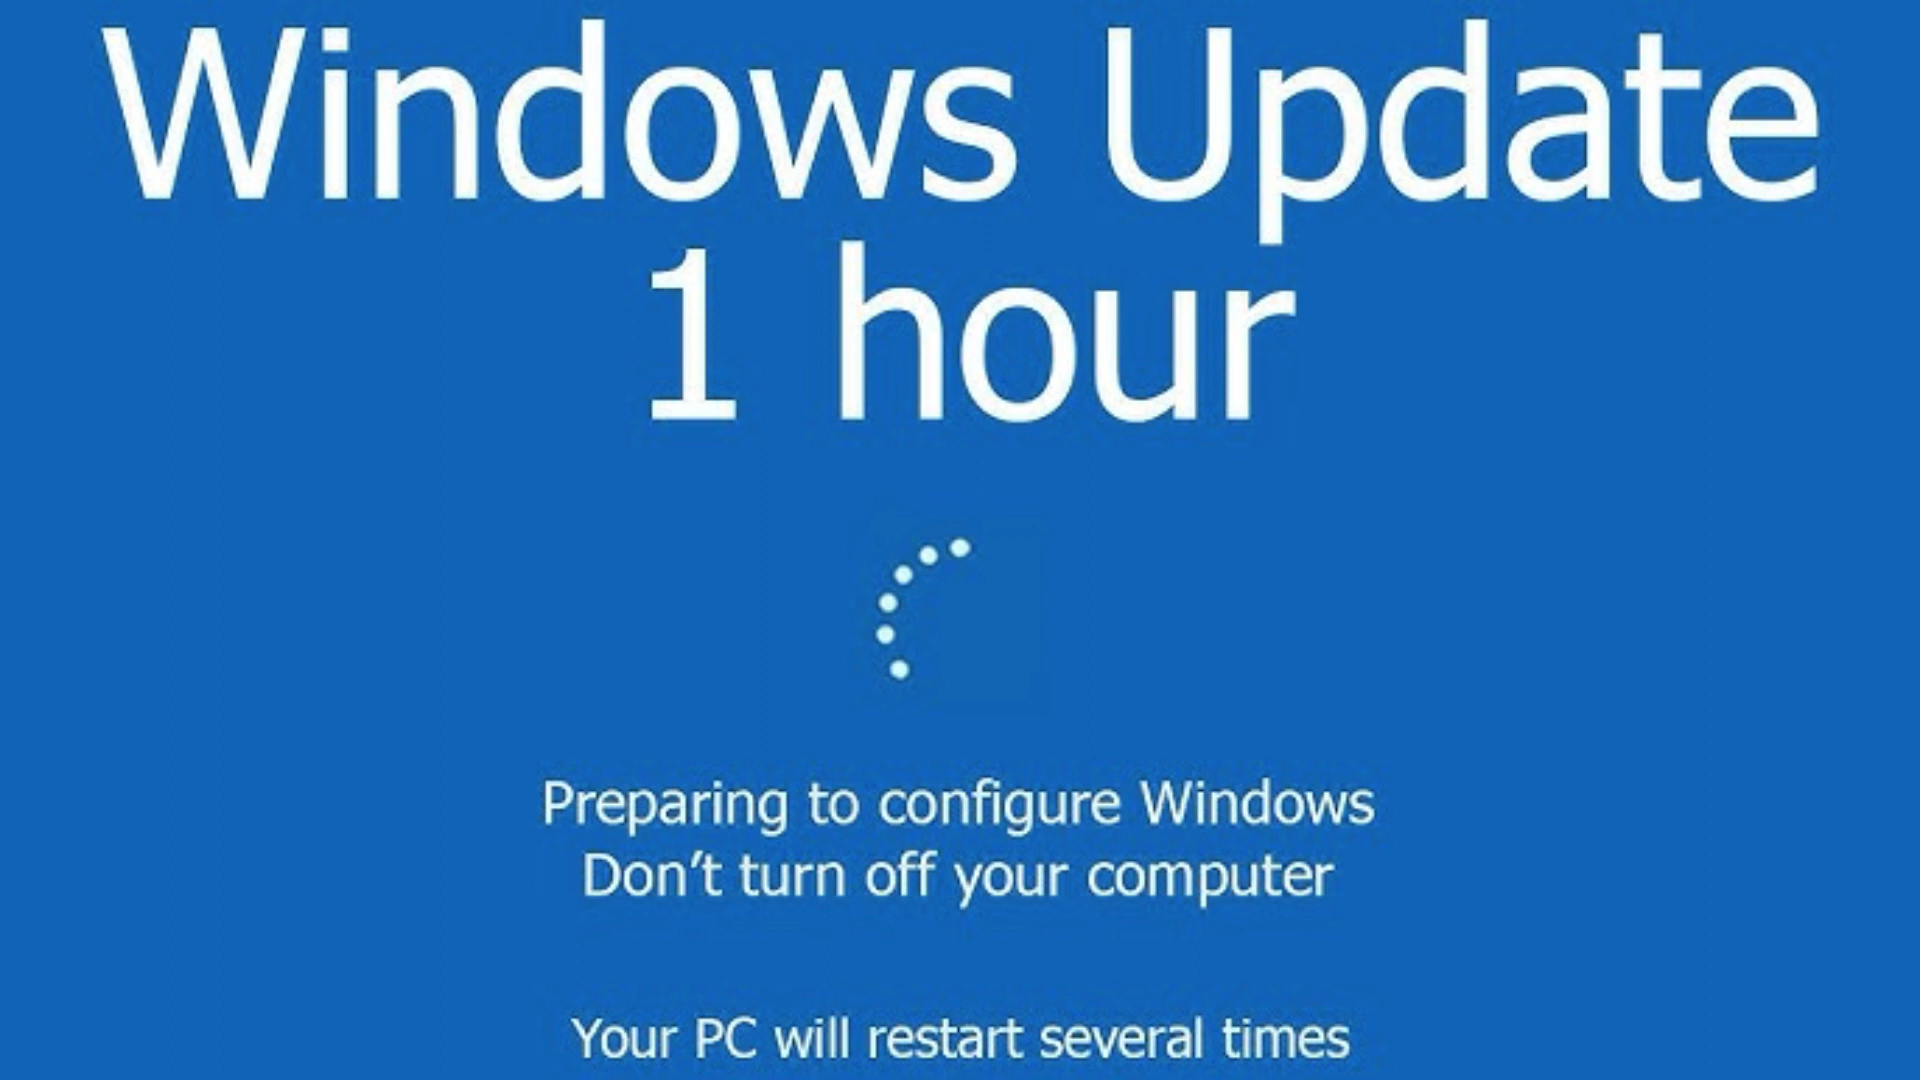 Windows Update
1 hour
Preparing to configure Windows
Don’t turn off your computer
Your PC will restart several times